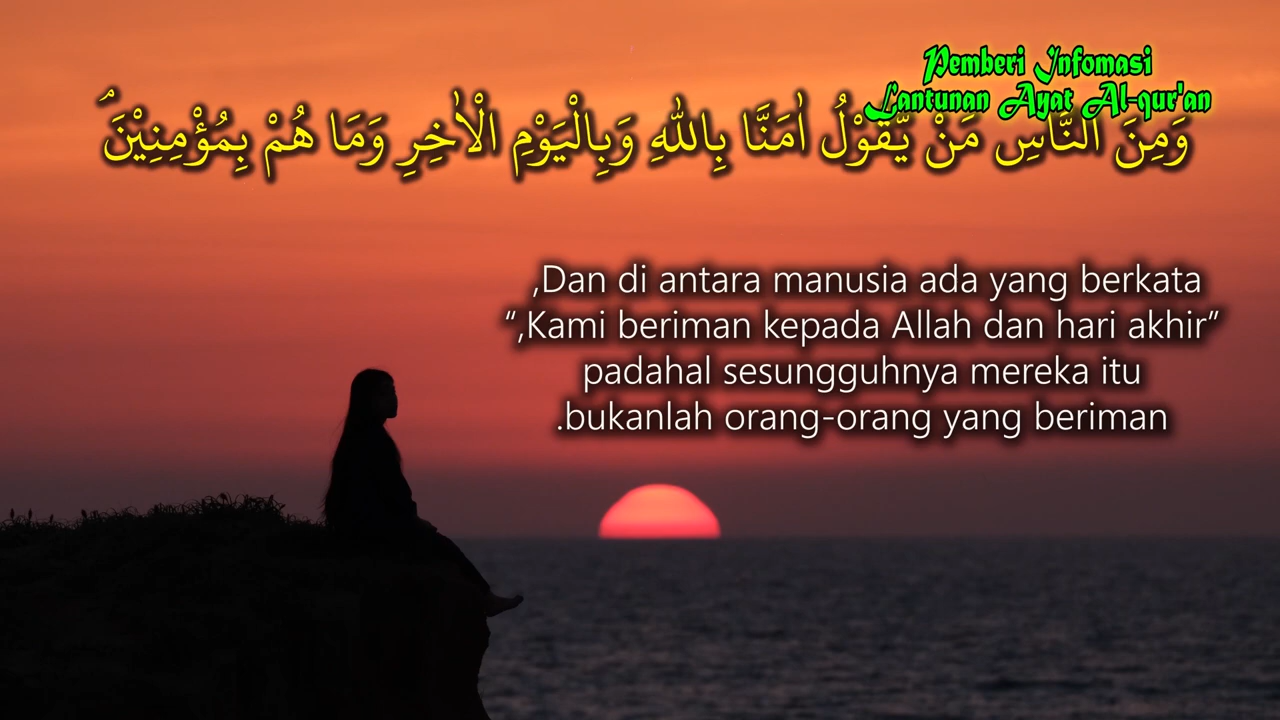 Pemberi Infomasi
Lantunan Ayat Al-qur'an
وَمِنَ النَّاسِ مَنْ يَّقُوْلُ اٰمَنَّا بِاللّٰهِ وَبِالْيَوْمِ الْاٰخِرِ وَمَا هُمْ بِمُؤْمِنِيْنَۘ
,Dan di antara manusia ada yang berkata
“,Kami beriman kepada Allah dan hari akhir”
padahal sesungguhnya mereka itu
.bukanlah orang-orang yang beriman